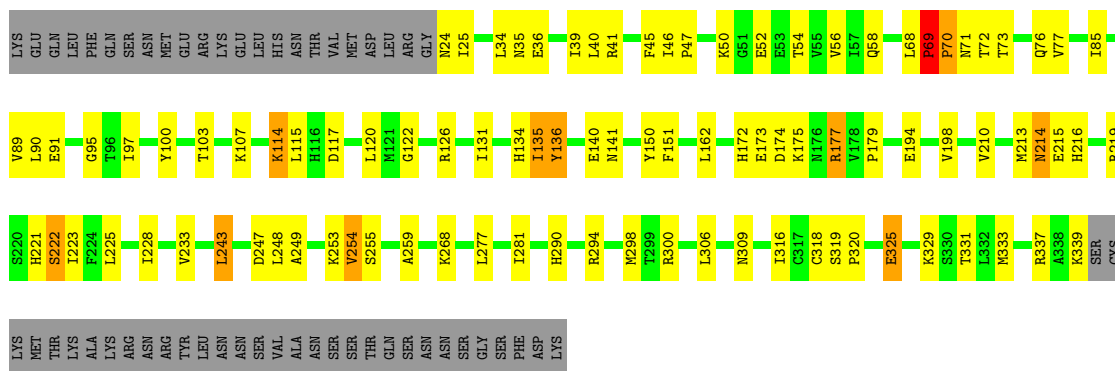 LYS GLU GLN LEU PHE GLN SER ASN MET GLU ARG LYS GLU LEU HIS ASN THR VAL MET ASP LEU ARG GLY N24 I25 L34 N35 E36 I39 L40 R41 F45 I46 P47 K50 G51 E52 E53 T54 V55 V56 I57 Q58 L68 P69 P70 N71 T72 T73 Q76 V77 I85
V89 L90 E91 G95 T96 I97 Y100 T103 K107 K114 L115 H116 D117 L120 M121 G122 R126 I131 H134 I135 Y136 E140 N141 Y150 F151 L162 H172 E173 D174 K175 N176 R177 V178 P179 E194 V198 V210 M213 N214 E215 H216
S220 H221 S222 I223 F224 L225 I228 V233 L243 D247 L248 A249 K253 V254 S255 A259 K268 L277 I281 H290 R294 M298 T299 R300 L306 N309 I316 C317 C318 S319 P320 E325 K329 S330 T331 L332 M333 R337 A338 K339 SER CYS
LYS MET THR LYS ALA LYS ARG ASN ARG TYR LEU ASN ASN SER VAL ALA ASN SER SER THR GLN SER ASN ASN SER GLY SER PHE ASP LYS